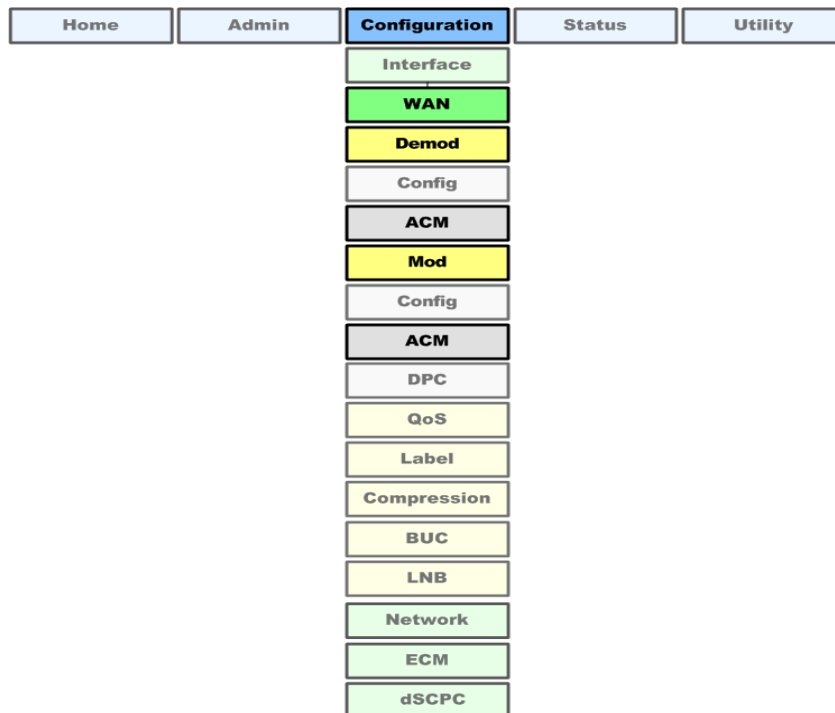 Home Admin Configuration Status Utility
Interface
WAN
Demod
Config
ACM
Mod
Config
ACM
DPC
QoS
Label
Compression
BUC
LNB
Network
ECM
dSCPC